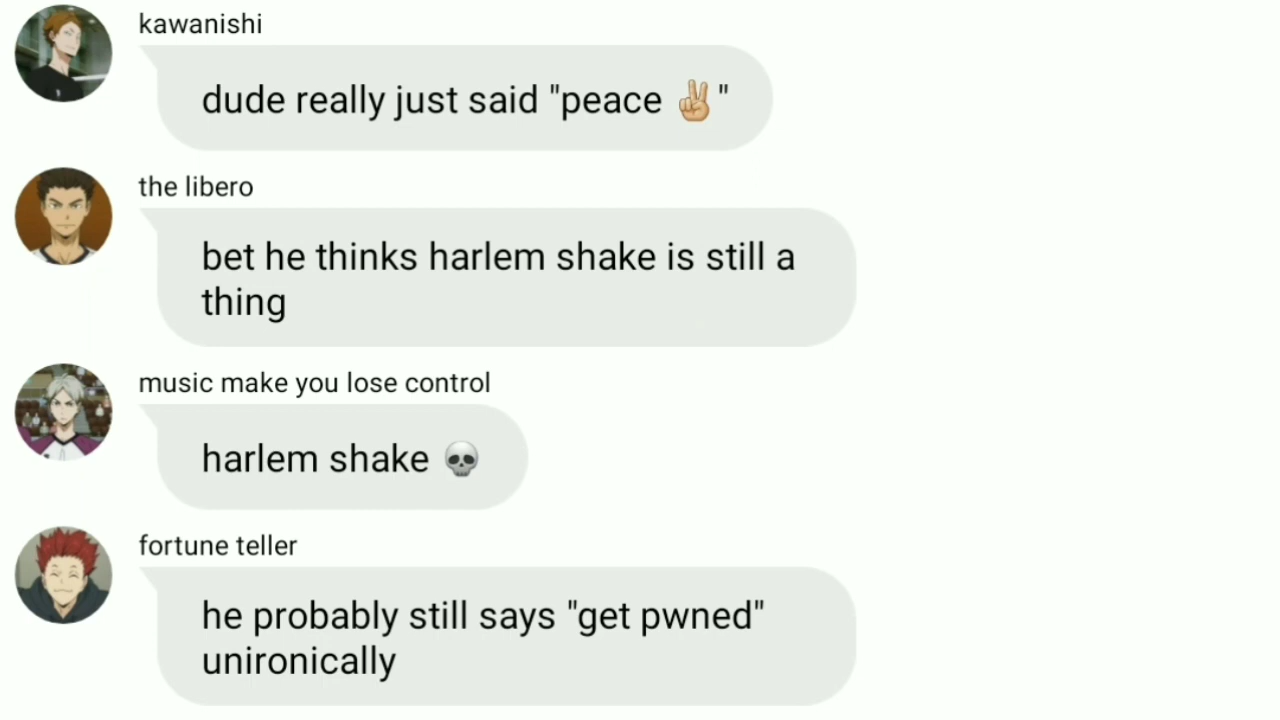 kawanishi
dude really just said "peace ✌🏼"
the libero
bet he thinks harlem shake is still a
thing
music make you lose control
harlem shake 💀
fortune teller
he probably still says "get pwned"
unironically